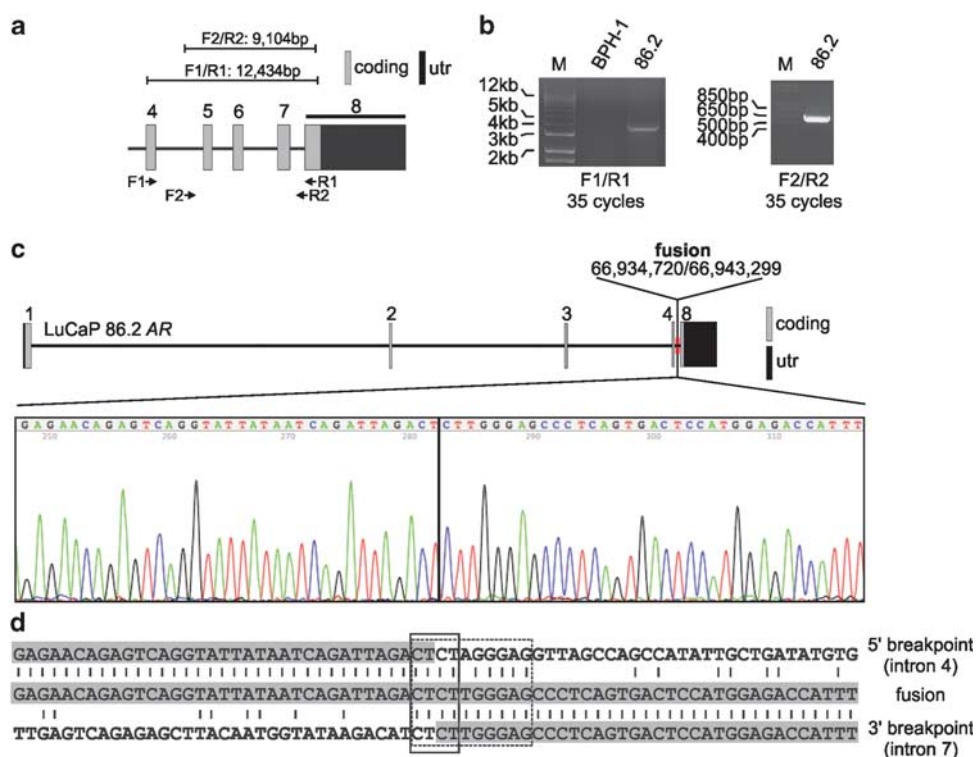 a
F2/R2: 9,104bp
F1/R1: 12,434bp
coding
utr
4 5 6 7 8
F1
F2
R1
R2
b
M BPH-1 86.2
12kb
5kb
4kb
3kb
2kb
F1/R1
35 cycles
M 86.2
850bp
650bp
500bp
400bp
F2/R2
35 cycles
c
fusion
66,934,720/66,943,299
1 2 3 4 8
LuCaP 86.2 AR
coding
utr
GAGAACAGAGTCAGGTATTATAATCAGATTAGACTCTTGGGAGCCCTCAGTGACTCCATGGAGACCATTT
250 260 270 280 290 300 310
d
GAGAACAGAGTCAGGTATTATAATCAGATTAGACTCTAGGGAGGTTAGCCAGCCATATTGCTGATATGTG
5' breakpoint
(intron 4)
GAGAACAGAGTCAGGTATTATAATCAGATTAGACTCTTGGGAGCCCTCAGTGACTCCATGGAGACCATTT
fusion
TTGAGTCAGAGAGCTTACAATGGTATAAGACATCTCTTGGGAGCCCTCAGTGACTCCATGGAGACCATTT
3' breakpoint
(intron 7)